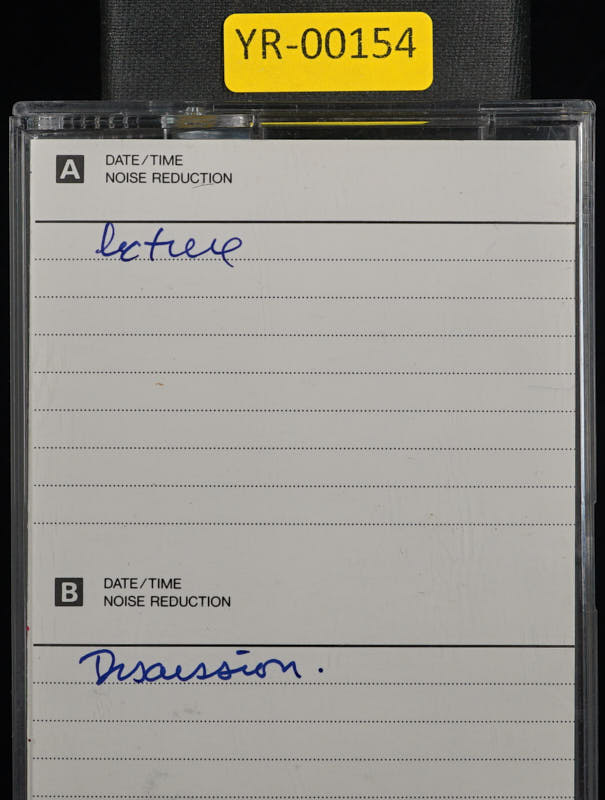 YR-00154
A DATE/TIME
NOISE REDUCTION
lecture
B DATE/TIME
NOISE REDUCTION
Discussion.